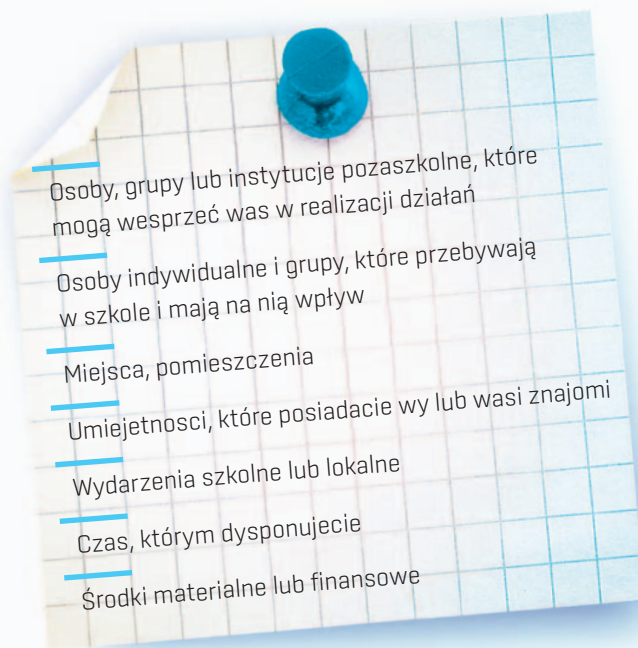 Osoby, grupy lub instytucje pozaszkolne, które
mogą wesprzeć was w realizacji działań
Osoby indywidualne i grupy, które przebywają
w szkole i mają na nią wpływ
Miejsca, pomieszczenia
Umiejetnosci, które posiadacie wy lub wasi znajomi
Wydarzenia szkolne lub lokalne
Czas, którym dysponujecie
Środki materialne lub finansowe